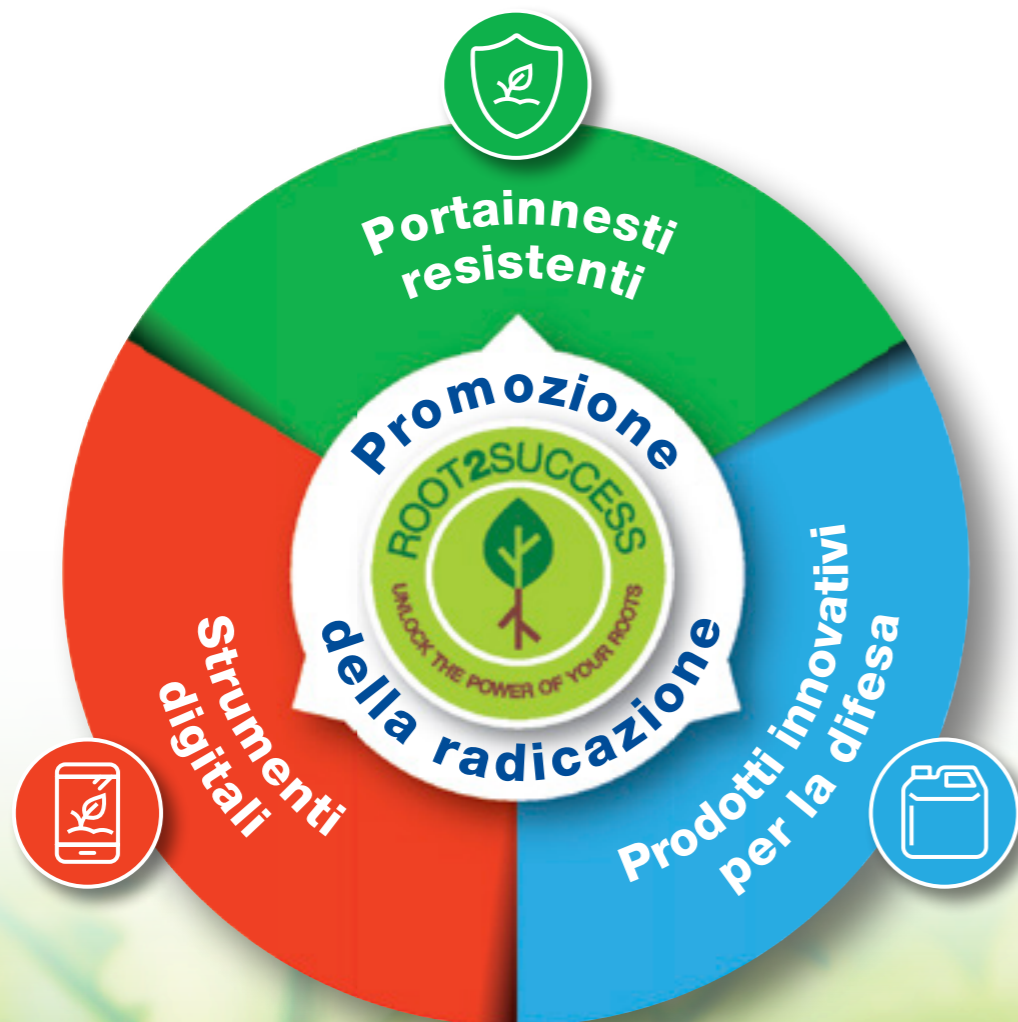 Portainnesti
resistenti
Promozione
della radicazione
ROOT2SUCCESS
UNLOCK THE POWER OF YOUR ROOTS
Strumenti
digitali
Prodotti innovativi
per la difesa